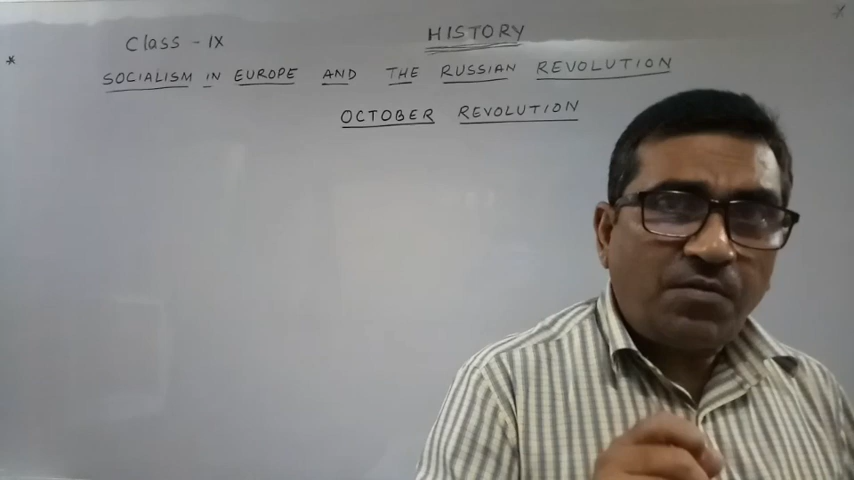 Class - IX
HISTORY
SOCIALISM IN EUROPE AND THE RUSSIAN REVOLUTION
OCTOBER REVOLUTION